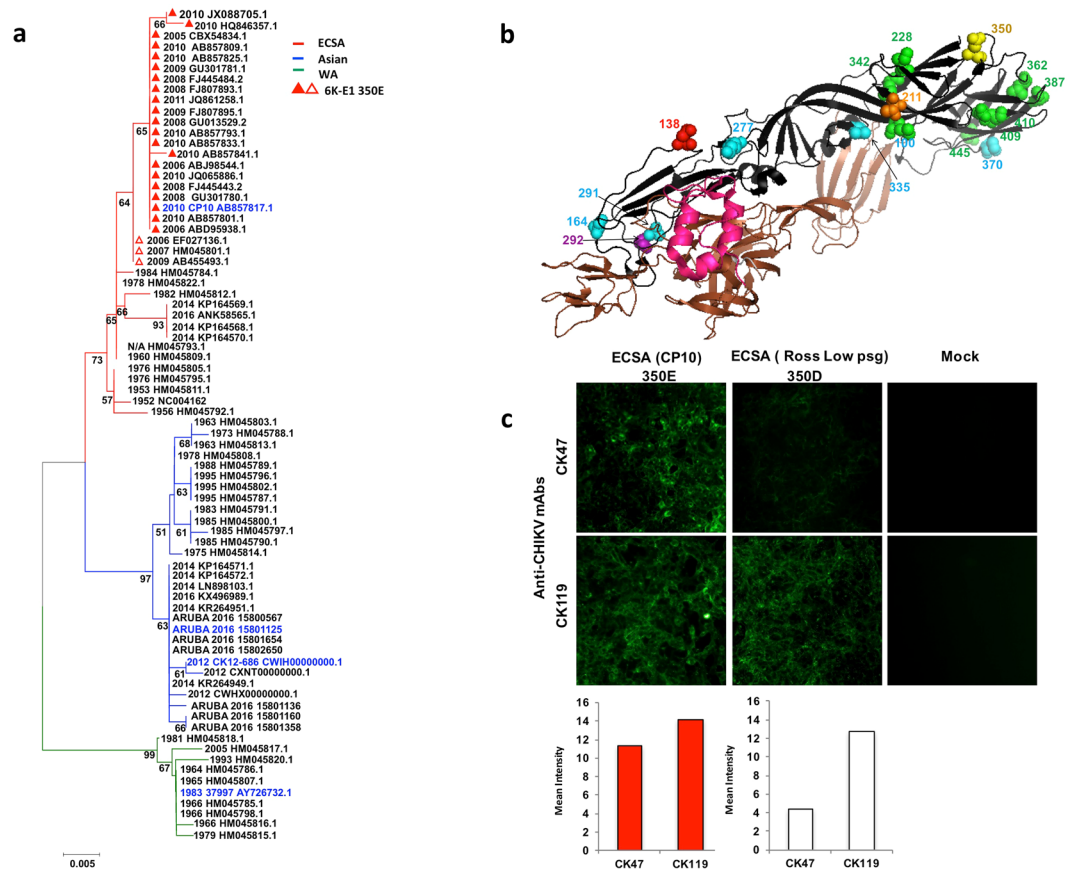 a
2010 JX088705.1
66
2010 HQ846357.1
2005 CBX54834.1
2010 AB857809.1
2010 AB857825.1
2009 GU301781.1
2008 FJ445484.2
2008 FJ807893.1
2011 JQ861258.1
2009 FJ807895.1
2008 GU013529.2
65
2010 AB857793.1
2010 AB857833.1
2010 AB857841.1
2006 ABJ98544.1
2010 JQ065886.1
2008 FJ445443.2
64
2008 GU301780.1
2010 CP10 AB857817.1
2010 AB857801.1
2006 ABD95938.1
2006 EF027136.1
2007 HM045801.1
2009 AB455493.1
1984 HM045784.1
1978 HM022822.1
1982 HM045812.1
66
2014 KP164569.1
65
2016 ANK58565.1
93
2014 KP164568.1
2014 KP164570.1
N/A HM045793.1
73
1960 HM045809.1
1976 HM045805.1
1976 HM045795.1
1953 HM045811.1
57
1952 NC004162
1956 HM045792.1
1963 HM045803.1
1973 HM045788.1
68
1963 HM045813.1
1978 HM045808.1
1988 HM045789.1
1995 HM045796.1
63
1995 HM045802.1
1995 HM045787.1
1983 HM045791.1
1985 HM045800.1
51
61
1985 HM045797.1
1985 HM045790.1
1975 HM045814.1
97
2014 KP164571.1
2014 KP164572.1
2014 LN898103.1
2016 KX496989.1
2014 KR264951.1
ARUBA 2016 15800567
63
ARUBA 2016 15801125
ARUBA 2016 15801654
ARUBA 2016 15802650
2012 CK12-686 CWIH00000000.1
61
2012 CXNT00000000.1
2014 KR264949.1
2012 CWHX00000000.1
ARUBA 2016 15801136
ARUBA 2016 15801160
66
ARUBA 2016 15801358
1981 HM045818.1
99
2005 HM045817.1
67
1993 HM045820.1
1964 HM045786.1
1965 HM045807.1
1983 37997 AY726732.1
1966 HM045785.1
1966 HM045798.1
1966 HM045816.1
1979 HM045815.1
0.005
ECSA
Asian
WA
6K-E1 350E
b
350
228
342
362
387
211
138
277
410
409
190
445
370
335
291
164
292
c
ECSA (CP10)
350E
ECSA ( Ross Low psg)
350D
Mock
Anti-CHIKV mAbs
CK47
CK119
Mean Intensity
16
14
12
10
8
6
4
2
0
CK47 CK119
Mean Intensity
16
14
12
10
8
6
4
2
0
CK47 CK119